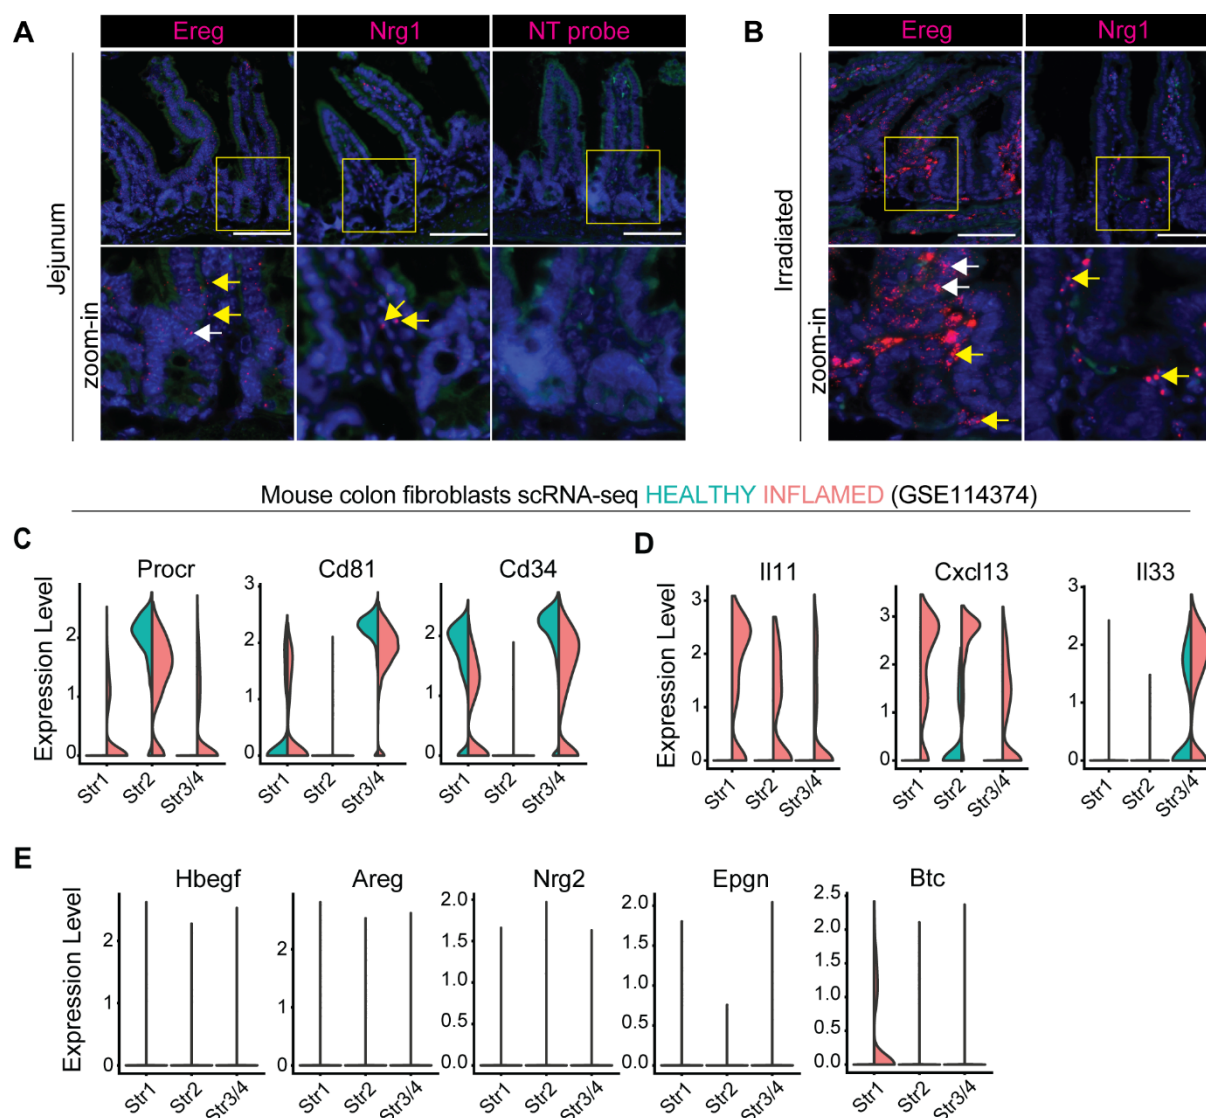 A
Ereg
Nrg1
NT probe
B
Ereg
Nrg1
Jejunum
zoom-in
Irradiated
zoom-in
Mouse colon fibroblasts scRNA-seq HEALTHY INFLAMED (GSE114374)
C
Procr
Cd81
Cd34
Expression Level
2
1
0
3
2
1
0
2
1
0
Str1
Str2
Str3/4
Str1
Str2
Str3/4
Str1
Str2
Str3/4
D
Il11
Cxcl13
Il33
Expression Level
3
2
1
0
3
2
1
0
3
2
1
0
Str1
Str2
Str3/4
Str1
Str2
Str3/4
Str1
Str2
Str3/4
E
Hbegf
Areg
Nrg2
Epgn
Btc
Expression Level
2
1
0
2
1
0
2.0
1.5
1.0
0.5
0.0
2.0
1.5
1.0
0.5
0.0
2.5
2.0
1.5
1.0
0.5
0.0
Str1
Str2
Str3/4
Str1
Str2
Str3/4
Str1
Str2
Str3/4
Str1
Str2
Str3/4
Str1
Str2
Str3/4